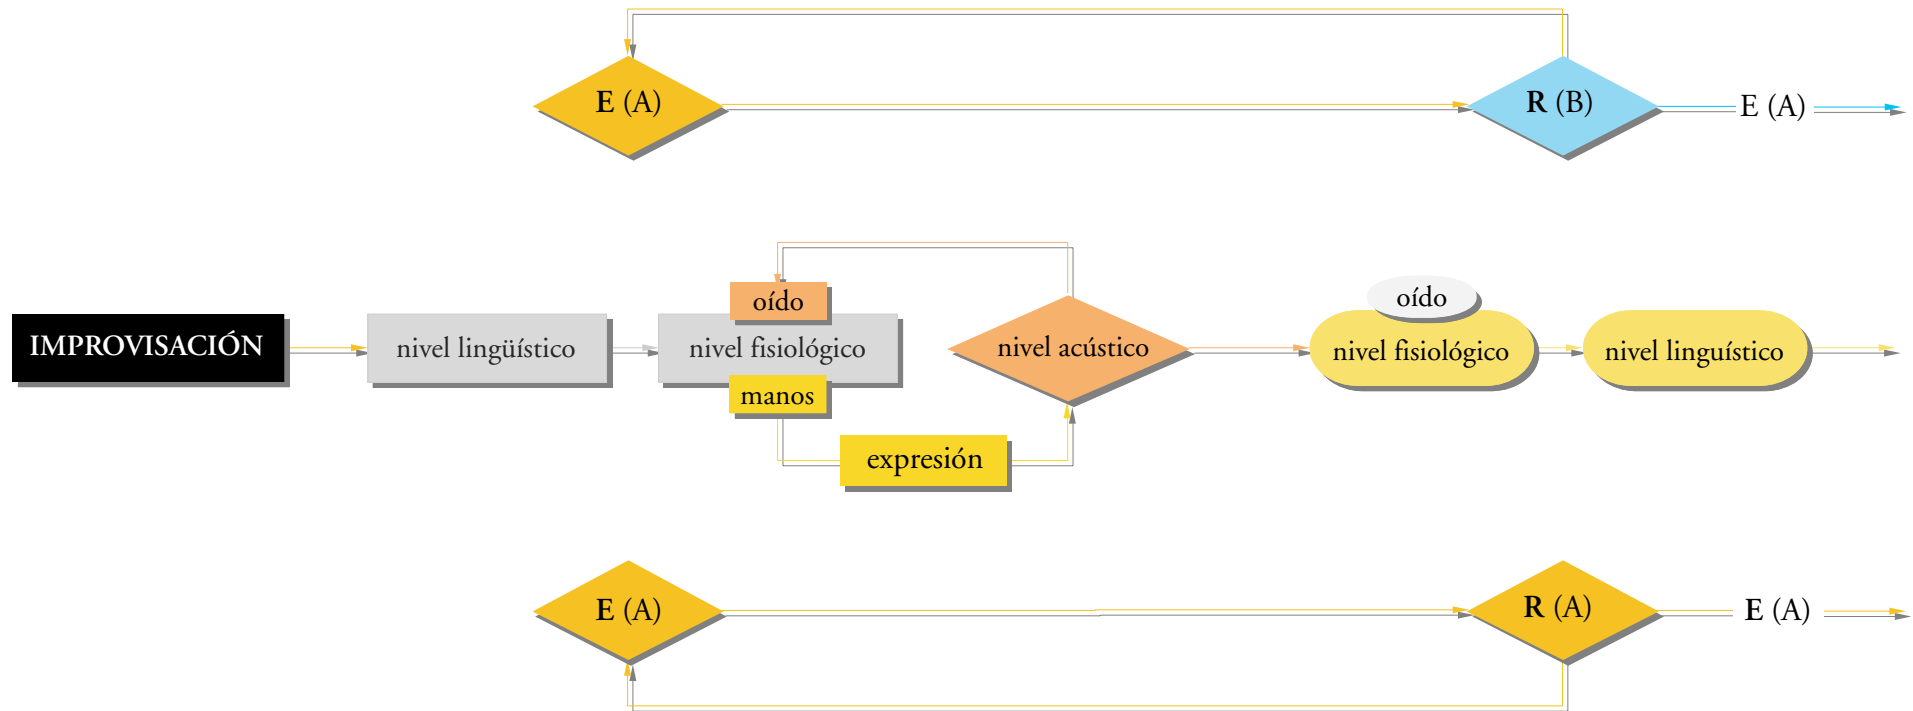 E (A)
R (B)
E (A)
oído
oído
IMPROVISACIÓN
nivel lingüístico
nivel fisiológico
nivel acústico
nivel fisiológico
nivel linguístico
manos
expresión
E (A)
R (A)
E (A)